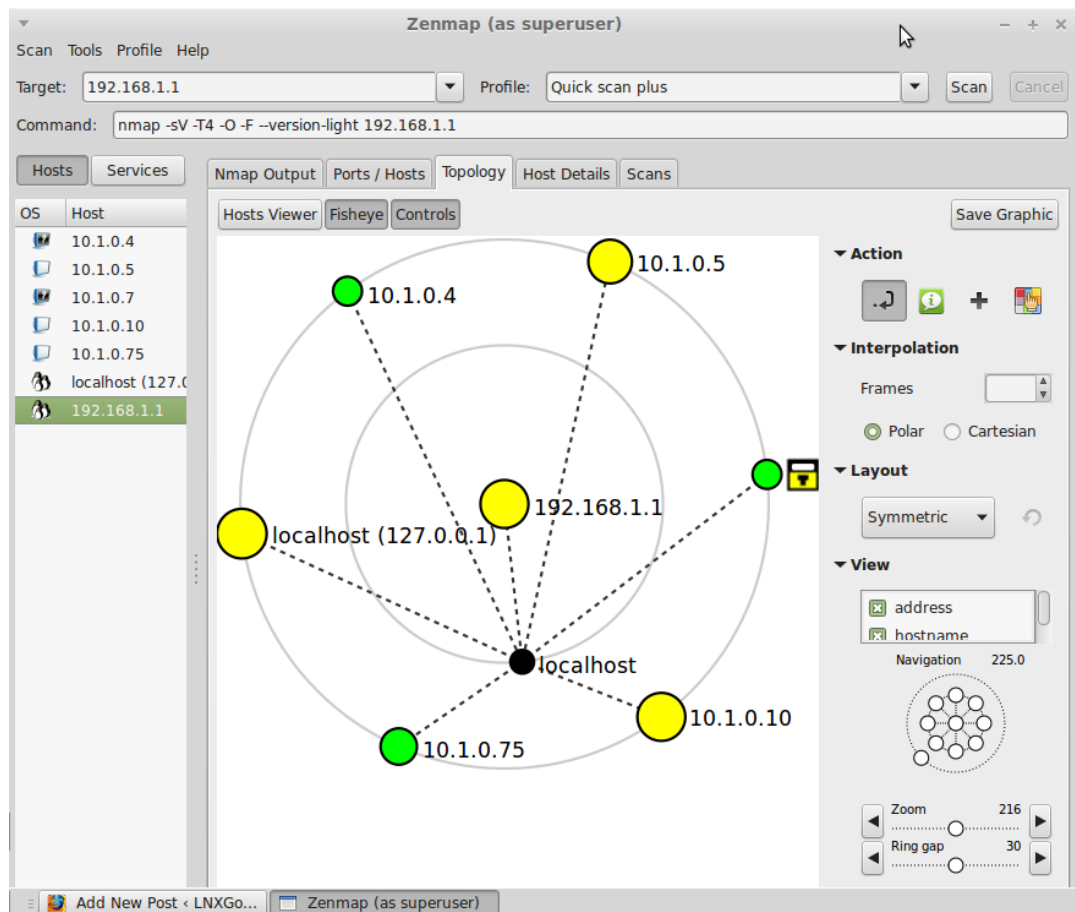 Zenmap (as superuser)
Scan Tools Profile Help
Target: 192.168.1.1 Profile: Quick scan plus Scan Cancel
Command: nmap -sV -T4 -O -F --version-light 192.168.1.1
Hosts Services
Nmap Output Ports / Hosts Topology Host Details Scans
OS Host
10.1.0.4
10.1.0.5
10.1.0.7
10.1.0.10
10.1.0.75
localhost (127.0
192.168.1.1
Hosts Viewer Fisheye Controls Save Graphic
10.1.0.5
10.1.0.4
192.168.1.1
localhost (127.0.0.1)
localhost
10.1.0.10
10.1.0.75
Action
Interpolation
Frames
Polar Cartesian
Layout
Symmetric
View
address
hostname
Navigation 225.0
Zoom 216
Ring gap 30
Add New Post ‹ LNXGo... Zenmap (as superuser)